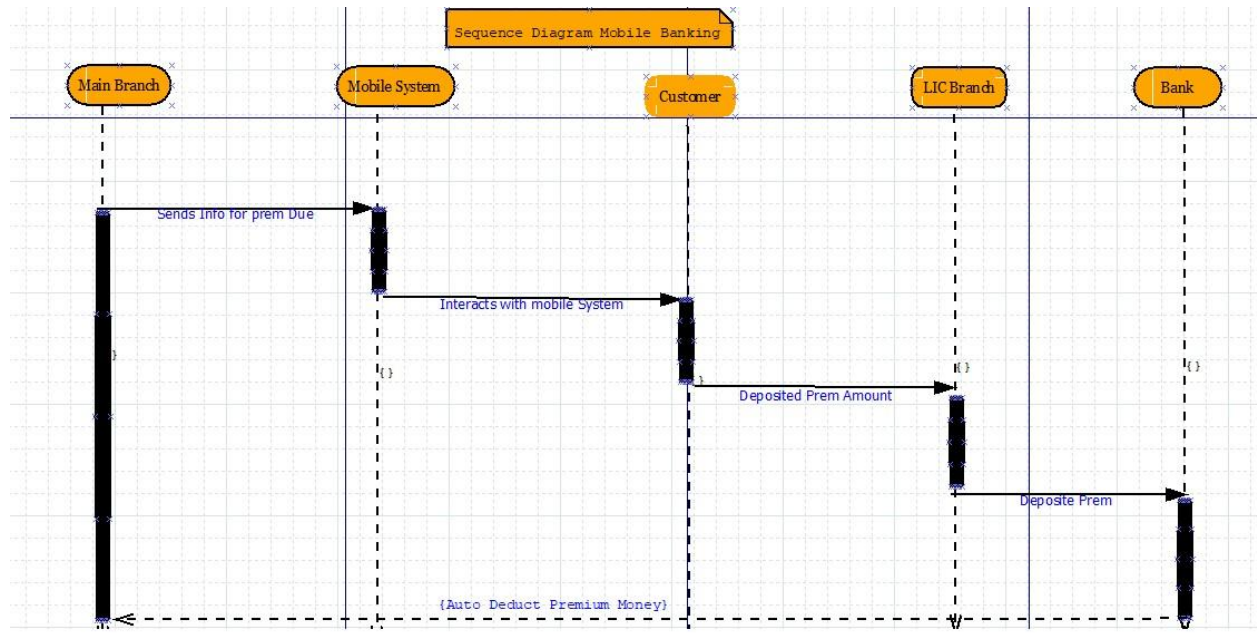 Sequence Diagram Mobile Banking
Main Branch
Mobile System
Customer
LIC Branch
Bank
Sends Info for prem Due
Interacts with mobile System
}
{}
}
{}
{}
Deposited Prem Amount
Deposite Prem
{Auto Deduct Premium Money}